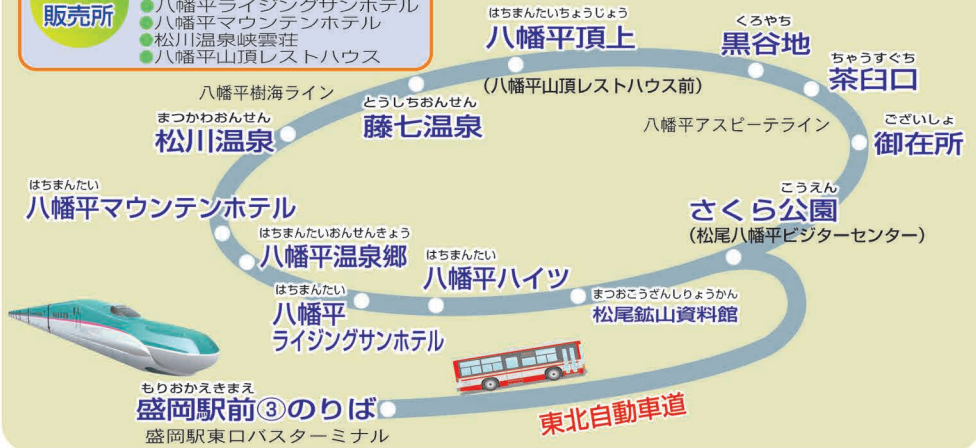 販売所
●八幡平ライジングサンホテル
●八幡平マウンテンホテル
●松川温泉峡雲荘
●八幡平山頂レストハウス
はちまんたいちょうじょう
八幡平頂上
(八幡平山頂レストハウス前)
くろやち
黒谷地
ちゃうすぐち
茶臼口
八幡平樹海ライン
とうしちおんせん
藤七温泉
八幡平アスピーテライン
まつかわおんせん
松川温泉
ございしょ
御在所
はちまんたい
八幡平マウンテンホテル
こうえん
さくら公園
(松尾八幡平ビジターセンター)
はちまんたいおんせんきょう
八幡平温泉郷
はちまんたい
八幡平ハイツ
はちまんたい
八幡平
ライジングサンホテル
まつおこうざんしりょうかん
松尾鉱山資料館
もりおかえきまえ
盛岡駅前③のりば
盛岡駅東口バスターミナル
東北自動車道